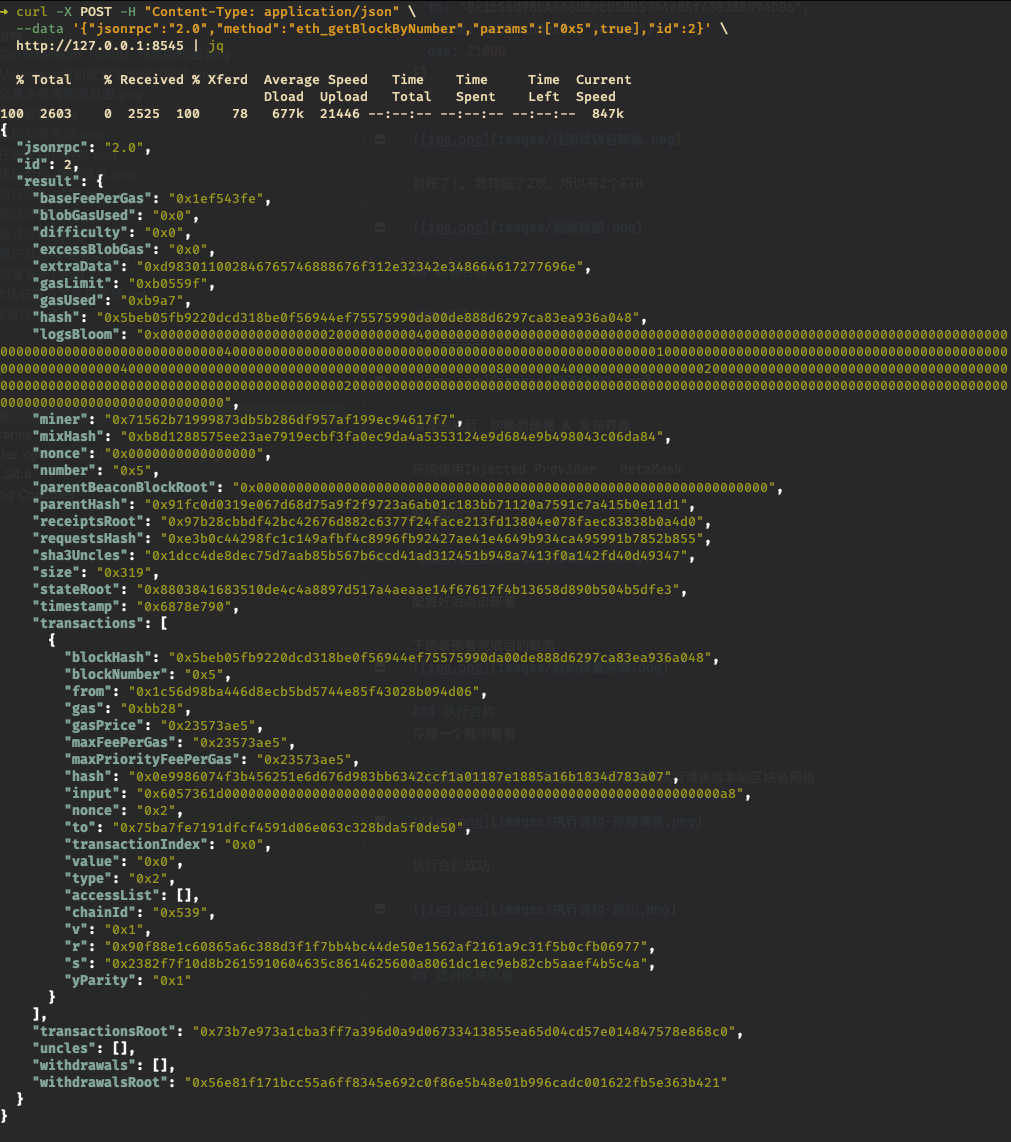 → curl -X POST -H "Content-Type: application/json" \
--data '{"jsonrpc":"2.0","method":"eth_getBlockByNumber","params":["0x5",true],"id":2}' \
http://127.0.0.1:8545 | jq
% Total % Received % Xferd Average Speed Time Time Time Current
Dload Upload Total Spent Left Speed
100 2603 0 2525 100 78 677k 21446 --:--:-- --:--:-- --:--:-- 847k
{
"jsonrpc": "2.0",
"id": 2,
"result": {
"baseFeePerGas": "0x1ef543fe",
"blobGasUsed": "0x0",
"difficulty": "0x0",
"excessBlobGas": "0x0",
"extraData": "0xd983011002846765746888676f312e32342e348664617277696e",
"gasLimit": "0xb0559f",
"gasUsed": "0xb9a7",
"hash": "0x5beb05fb9220dcd318be0f56944ef75575990da00de888d6297ca83ea936a048",
"logsBloom": "0x0000000000000000000002000000000040000000000000000000000000000000000000000000000000000000000000000000000000
000000000000000000000000000040000000000000000000000000000000000000000000000000000010000000000000000000000000000000000000000000
000000000000000400000000000000000000000000000000000000000000008000000040000000000000000020000000000000000000000000000000000000
000000000000000000000000000000000000000000020000000000000000000000000000000000000000000000000000000000000000000000000000000000
0000000000000000000000000000",
"miner": "0x71562b71999873db5b286df957af199ec94617f7",
"mixHash": "0xb8d1288575ee23ae7919ecbf3fa0ec9da4a5353124e9d684e9b498043c06da84",
"nonce": "0x0000000000000000",
"number": "0x5",
"parentBeaconBlockRoot": "0x0000000000000000000000000000000000000000000000000000000000000000",
"parentHash": "0x91fc0d0319e067d68d75a9f2f9723a6ab01c183bb71120a7591c7a415b0e11d1",
"receiptsRoot": "0x97b28cbbdf42bc42676d882c6377f24face213fd13804e078faec83838b0a4d0",
"requestsHash": "0xe3b0c44298fc1c149afbf4c8996fb92427ae41e4649b934ca495991b7852b855",
"sha3Uncles": "0x1dcc4de8dec75d7aab85b567b6ccd41ad312451b948a7413f0a142fd40d49347",
"size": "0x319",
"stateRoot": "0x8803841683510de4c4a8897d517a4aeaae14f67617f4b13658d890b504b5dfe3",
"timestamp": "0x6878e790",
"transactions": [
{
"blockHash": "0x5beb05fb9220dcd318be0f56944ef75575990da00de888d6297ca83ea936a048",
"blockNumber": "0x5",
"from": "0x1c56d98ba446d8ecb5bd5744e85f43028b094d06",
"gas": "0xbb28",
"gasPrice": "0x23573ae5",
"maxFeePerGas": "0x23573ae5",
"maxPriorityFeePerGas": "0x23573ae5",
"hash": "0x0e9986074f3b456251e6d676d983bb6342ccf1a01187e1885a16b1834d783a07",
"input": "0x6057361d00000000000000000000000000000000000000000000000000000000000000a8",
"nonce": "0x2",
"to": "0x75ba7fe7191dfcf4591d06e063c328bda5f0de50",
"transactionIndex": "0x0",
"value": "0x0",
"type": "0x2",
"accessList": [],
"chainId": "0x539",
"v": "0x1",
"r": "0x90f88e1c60865a6c388d3f1f7bb4bc44de50e1562af2161a9c31f5b0cfb06977",
"s": "0x2382f7f10d8b2615910604635c8614625600a8061dc1ec9eb82cb5aaef4b5c4a",
"yParity": "0x1"
}
],
"transactionsRoot": "0x73b7e973a1cba3ff7a396d0a9d06733413855ea65d04cd57e014847578e868c0",
"uncles": [],
"withdrawals": [],
"withdrawalsRoot": "0x56e81f171bcc55a6ff8345e692c0f86e5b48e01b996cadc001622fb5e363b421"
}
}